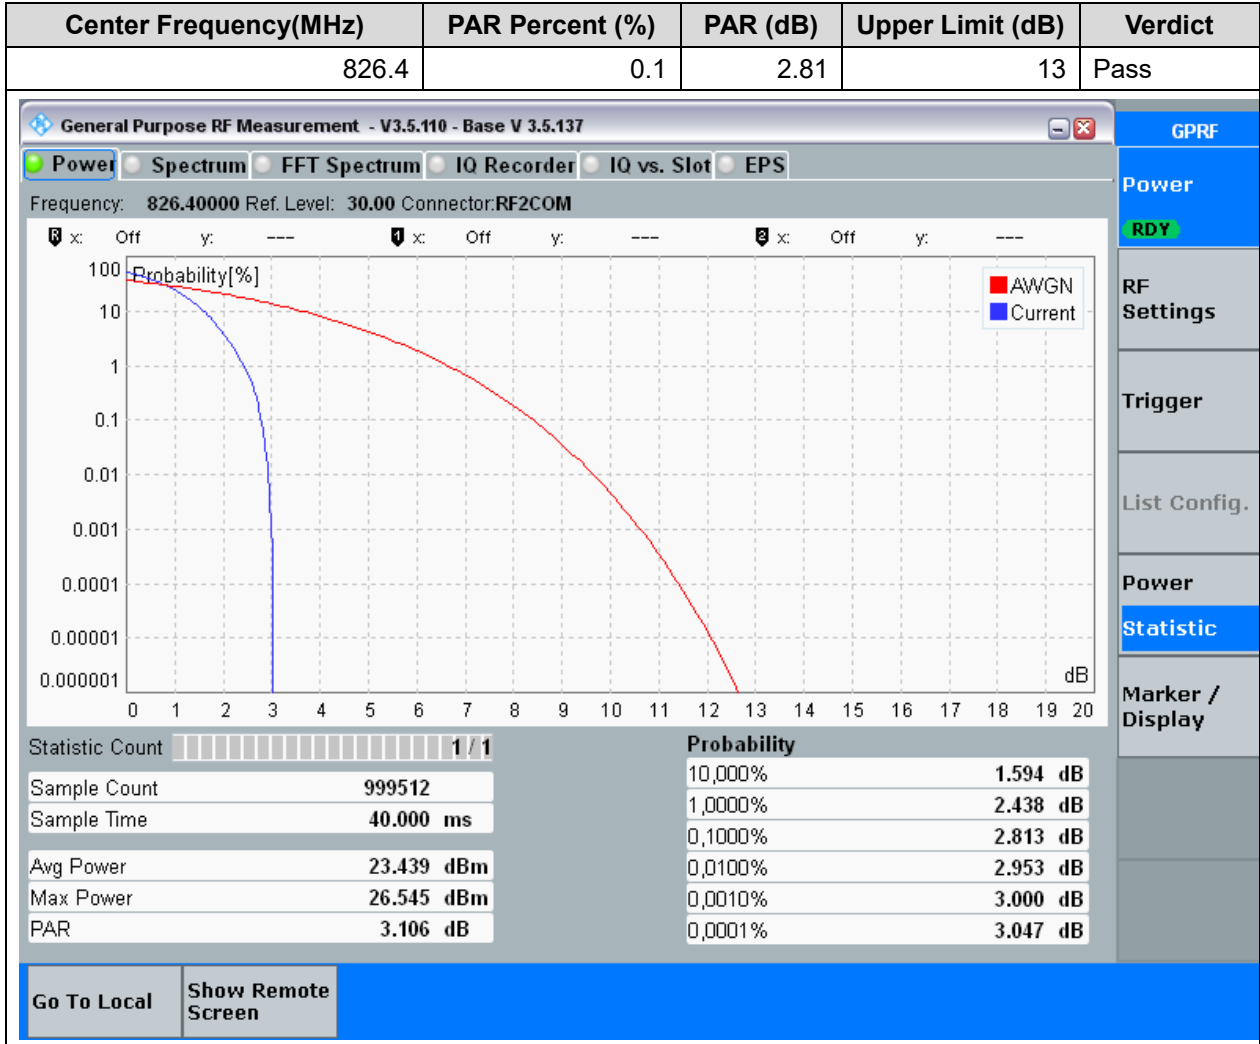 Center Frequency(MHz) PAR Percent (%) PAR (dB) Upper Limit (dB) Verdict
826.4 0.1 2.81 13 Pass
General Purpose RF Measurement - V3.5.110 - Base V 3.5.137
GPRF
Power Spectrum FFT Spectrum IQ Recorder IQ vs. Slot EPS
Power
RDY
Frequency: 826.40000 Ref. Level: 30.00 Connector:RF2COM
R x: Off y: --- 1 x: Off y: --- 2 x: Off y: ---
Probability[%]
AWGN
Current
100
10
1
0.1
0.01
0.001
0.0001
0.00001
0.000001
dB
0 1 2 3 4 5 6 7 8 9 10 11 12 13 14 15 16 17 18 19 20
RF
Settings
Trigger
List Config.
Power
Statistic
Marker /
Display
Statistic Count 1 / 1
Sample Count 999512
Sample Time 40.000 ms
Avg Power 23.439 dBm
Max Power 26.545 dBm
PAR 3.106 dB
Probability
10,000% 1.594 dB
1,0000% 2.438 dB
0,1000% 2.813 dB
0,0100% 2.953 dB
0,0010% 3.000 dB
0,0001% 3.047 dB
Go To Local
Show Remote
Screen